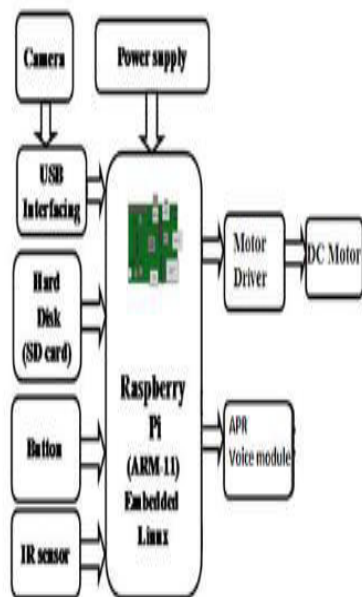 Camera
Power supply
USB
Interfacing
Hard
Disk
(SD card)
Button
IR sensor
Raspberry
Pi
(ARM-11)
Embedded
Linux
Motor
Driver
DC Motor
APR
Voice module